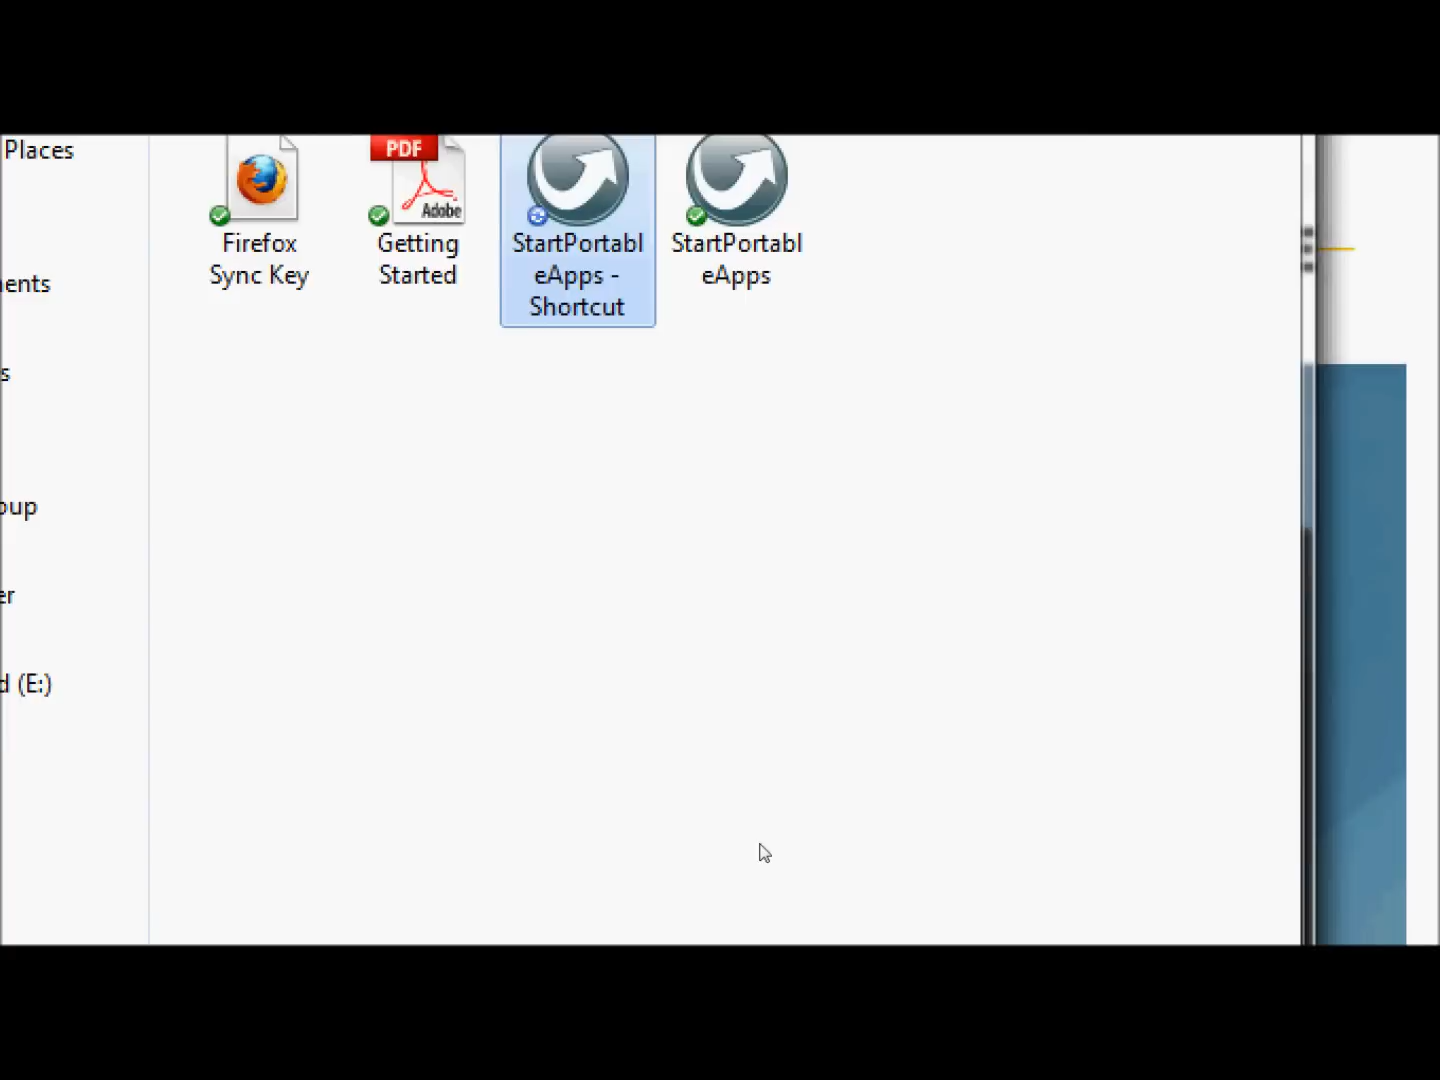 Places
PDF
Adobe
Firefox
Sync Key
Getting
Started
StartPortabl
eApps -
Shortcut
StartPortabl
eApps
ents
s
oup
er
d (E:)